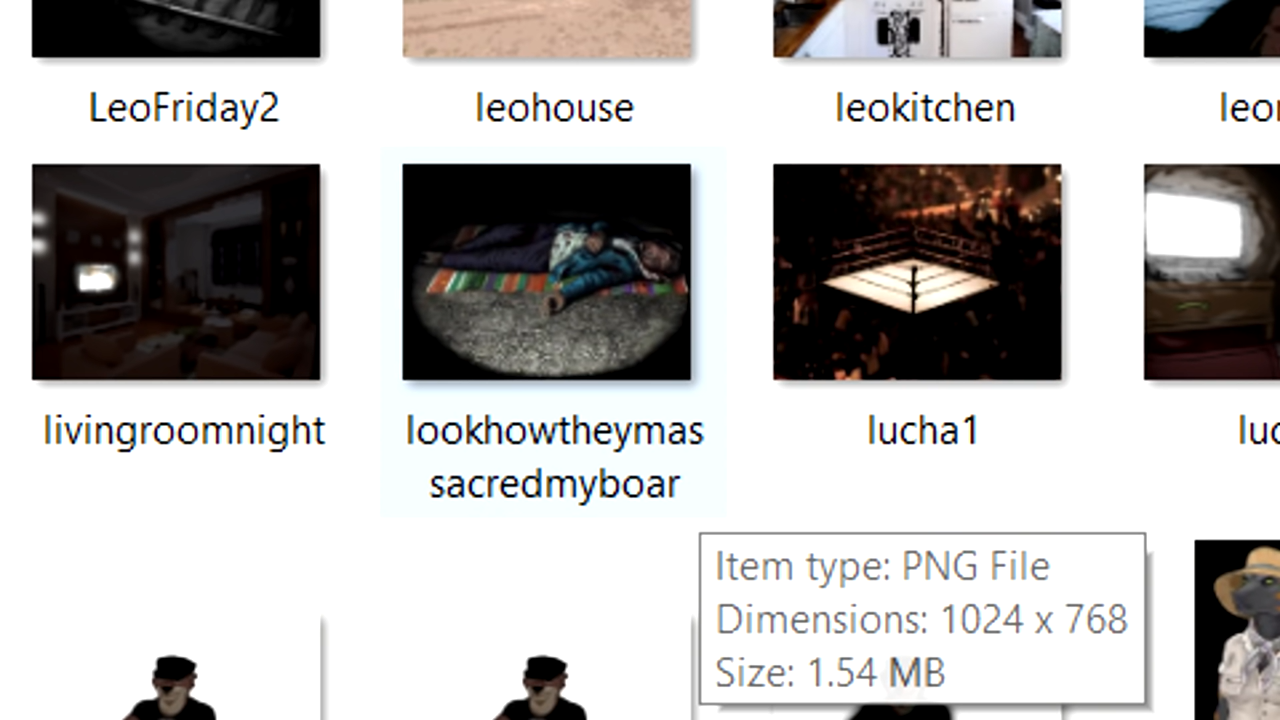 LeoFriday2
leohouse
leokitchen
livingroomnight
lookhowtheymas
sacredmyboar
lucha1
Item type: PNG File
Dimensions: 1024 x 768
Size: 1.54 MB